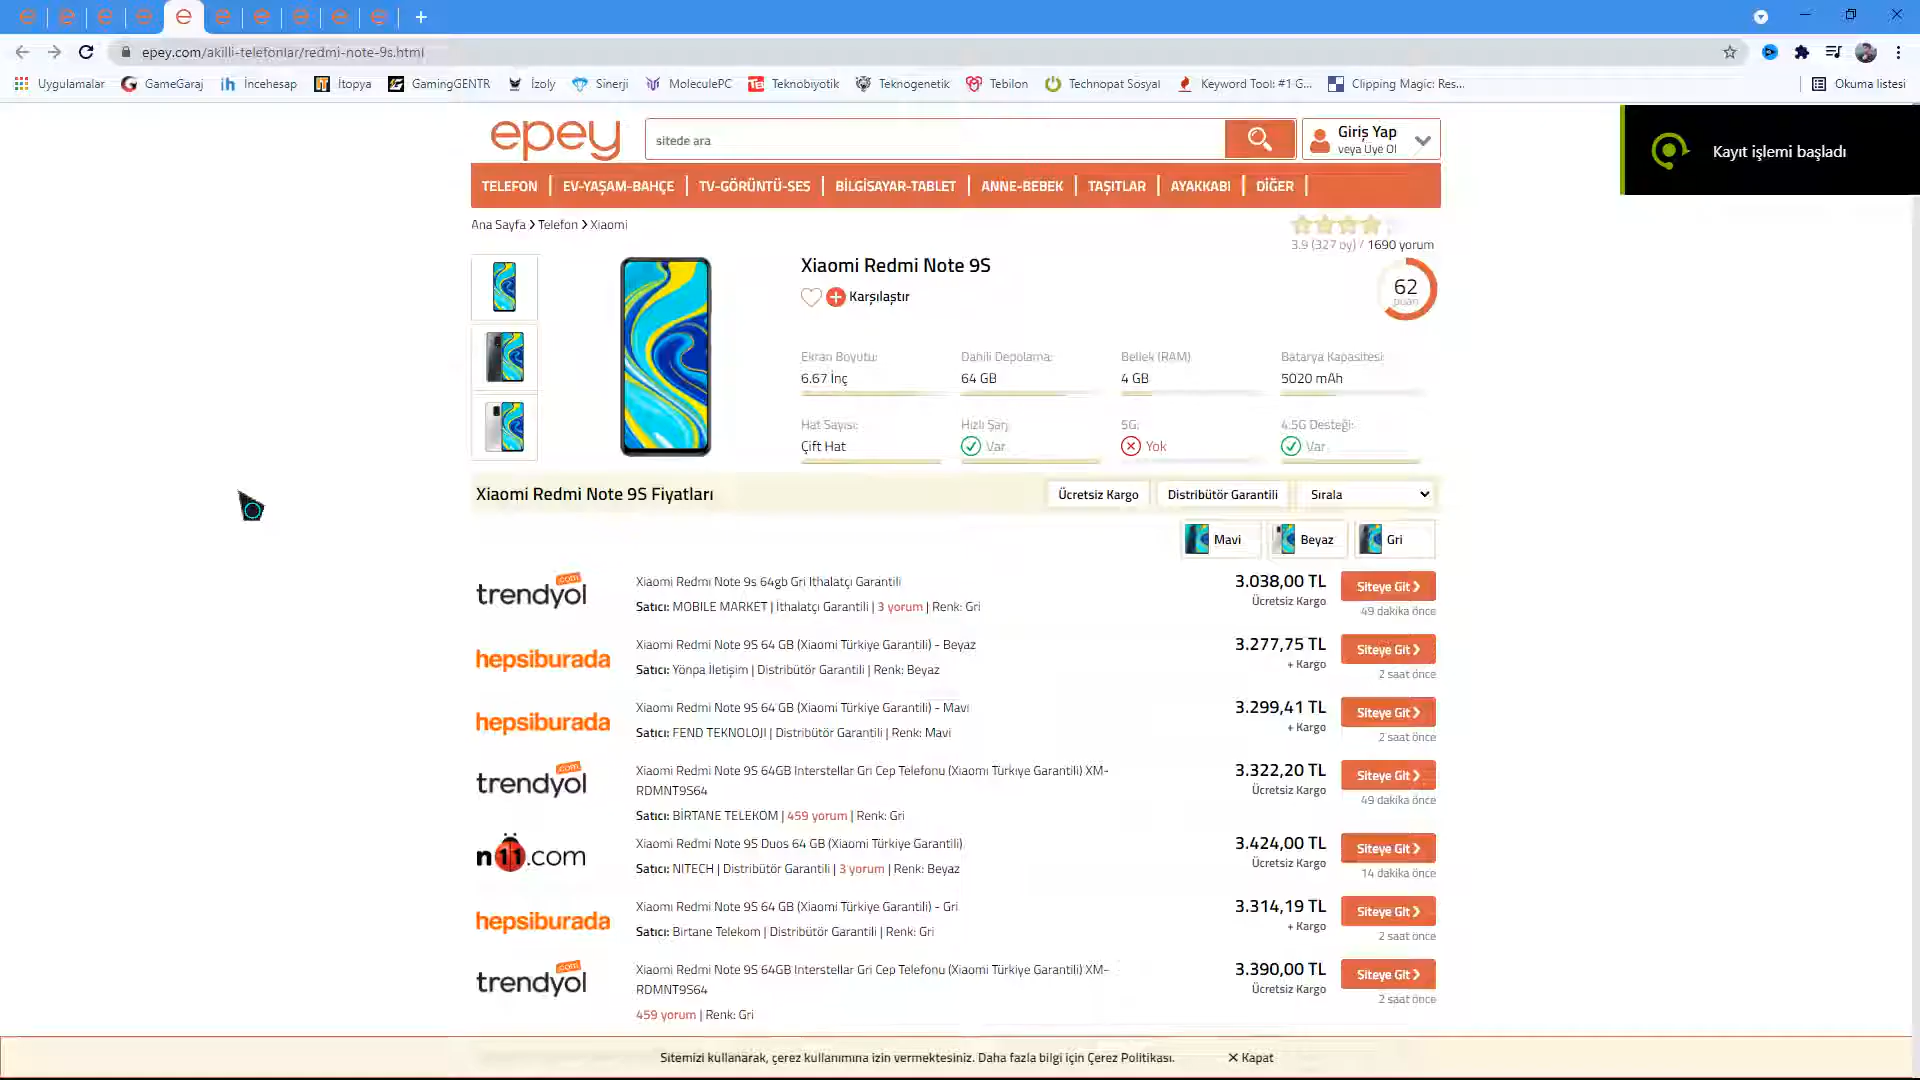 epey.com/akilli-telefonlar/redmi-note-9s.html
Uygulamalar GameGaraj İncehesap İtopya GamingGENTR İzoly Sinerji MoleculePC Teknobiyotik Teknogenetik Tebilon Technopat Sosyal Keyword Tool: #1 G... Clipping Magic: Res... Okuma listesi
epey
sitede ara
Giriş Yap
veya Üye Ol
Kayıt işlemi başladı
TELEFON EV-YAŞAM-BAHÇE TV-GÖRÜNTÜ-SES BİLGİSAYAR-TABLET ANNE-BEBEK TAŞITLAR AYAKKABI DİĞER
Ana Sayfa > Telefon > Xiaomi
3.9 (327 oy) / 1690 yorum
Xiaomi Redmi Note 9S
62
puan
Karşılaştır
Ekran Boyutu: Dahili Depolama: Bellek (RAM) Batarya Kapasitesi:
6.67 İnç 64 GB 4 GB 5020 mAh
Hat Sayısı: Hızlı Şarj: 5G: 4.5G Desteği:
Çift Hat Var Yok Var
Xiaomi Redmi Note 9S Fiyatları
Ücretsiz Kargo Distribütör Garantili Sırala
Mavi Beyaz Gri
trendyol.com
Xiaomi Redmi Note 9s 64gb Gri Ithalatçı Garantili
3.038,00 TL
Siteye Git
Satıcı: MOBILE MARKET | İthalatçı Garantili | 3 yorum | Renk: Gri
Ücretsiz Kargo
49 dakika önce
hepsiburada
Xiaomi Redmi Note 9S 64 GB (Xiaomi Türkiye Garantili) - Beyaz
3.277,75 TL
Siteye Git
Satıcı: Yönpa İletişim | Distribütör Garantili | Renk: Beyaz
+ Kargo
2 saat önce
hepsiburada
Xiaomi Redmi Note 9S 64 GB (Xiaomi Türkiye Garantili) - Mavi
3.299,41 TL
Siteye Git
Satıcı: FEND TEKNOLOJI | Distribütör Garantili | Renk: Mavi
+ Kargo
2 saat önce
trendyol.com
Xiaomi Redmi Note 9S 64GB Interstellar Gri Cep Telefonu (Xiaomi Türkiye Garantili) XM-
RDMNT9S64
3.322,20 TL
Siteye Git
Ücretsiz Kargo
49 dakika önce
Satıcı: BİRTANE TELEKOM | 459 yorum | Renk: Gri
n11.com
Xiaomi Redmi Note 9S Duos 64 GB (Xiaomi Türkiye Garantili)
3.424,00 TL
Siteye Git
Satıcı: NITECH | Distribütör Garantili | 3 yorum | Renk: Beyaz
Ücretsiz Kargo
14 dakika önce
hepsiburada
Xiaomi Redmi Note 9S 64 GB (Xiaomi Türkiye Garantili) - Gri
3.314,19 TL
Siteye Git
Satıcı: Birtane Telekom | Distribütör Garantili | Renk: Gri
+ Kargo
2 saat önce
trendyol.com
Xiaomi Redmi Note 9S 64GB Interstellar Gri Cep Telefonu (Xiaomi Türkiye Garantili) XM-
RDMNT9S64
3.390,00 TL
Siteye Git
Ücretsiz Kargo
2 saat önce
459 yorum | Renk: Gri
Sitemizi kullanarak, çerez kullanımına izin vermektesiniz. Daha fazla bilgi için Çerez Politikası. × Kapat